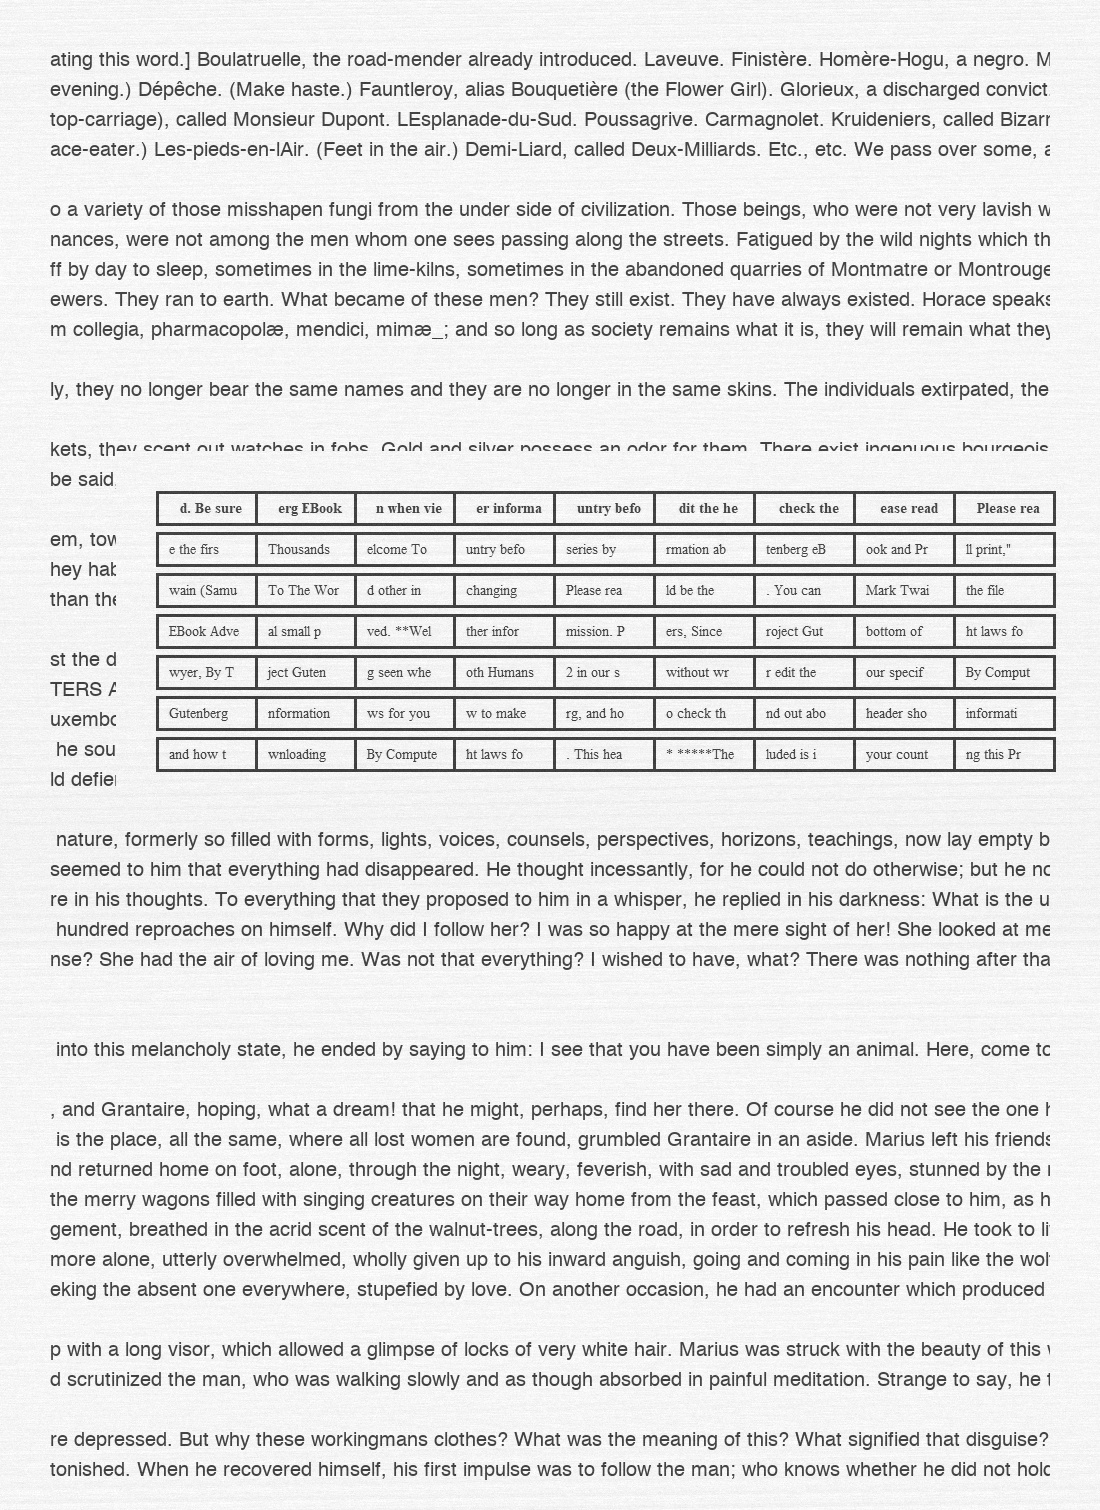 ating this word.] Boulatruelle, the road-mender already introduced. Laveuve. Finistère. Homère-Hogu, a negro. M
evening.) Dépêche. (Make haste.) Fauntleroy, alias Bouquetière (the Flower Girl). Glorieux, a discharged convict.
top-carriage), called Monsieur Dupont. LEsplanade-du-Sud. Poussagrive. Carmagnolet. Kruideniers, called Bizarr
ace-eater.) Les-pieds-en-lAir. (Feet in the air.) Demi-Liard, called Deux-Milliards. Etc., etc. We pass over some,
o a variety of those misshapen fungi from the under side of civilization. Those beings, who were not very lavish w
nances, were not among the men whom one sees passing along the streets. Fatigued by the wild nights which th
ff by day to sleep, sometimes in the lime-kilns, sometimes in the abandoned quarries of Montmatre or Montrouge
ewers. They ran to earth. What became of these men? They still exist. They have always existed. Horace speaks
m collegia, pharmacopolæ, mendici, mimæ_; and so long as society remains what it is, they will remain what they
ly, they no longer bear the same names and they are no longer in the same skins. The individuals extirpated, the
kets, they scent out watches in fobs. Gold and silver possess an odor for them. There exist ingenuous bourgeois,
be said
d. Be sure erg EBook n when vie er informa untry befo dit the he check the ease read Please rea
em, tow
e the firs Thousands elcome To untry befo series by rmation ab tenberg eB ook and Pr ll print,"
hey hab
wain (Samu To The Wor d other in changing Please rea ld be the . You can Mark Twai the file
than the
EBook Adve al small p ved. **Wel ther infor mission. P ers, Since roject Gut bottom of ht laws fo
st the d
wyer, By T ject Guten g seen whe oth Humans 2 in our s without wr r edit the our specif By Comput
TERS A
uxembo
Gutenberg nformation ws for you w to make rg, and ho o check th nd out abo header sho informati
he sou
and how t wnloading By Compute ht laws fo . This hea * *****The luded is i your count ng this Pr
ld defie
nature, formerly so filled with forms, lights, voices, counsels, perspectives, horizons, teachings, now lay empty b
seemed to him that everything had disappeared. He thought incessantly, for he could not do otherwise; but he no
re in his thoughts. To everything that they proposed to him in a whisper, he replied in his darkness: What is the u
hundred reproaches on himself. Why did I follow her? I was so happy at the mere sight of her! She looked at me
nse? She had the air of loving me. Was not that everything? I wished to have, what? There was nothing after tha
into this melancholy state, he ended by saying to him: I see that you have been simply an animal. Here, come to
, and Grantaire, hoping, what a dream! that he might, perhaps, find her there. Of course he did not see the one
is the place, all the same, where all lost women are found, grumbled Grantaire in an aside. Marius left his friends
nd returned home on foot, alone, through the night, weary, feverish, with sad and troubled eyes, stunned by the
the merry wagons filled with singing creatures on their way home from the feast, which passed close to him, as h
gement, breathed in the acrid scent of the walnut-trees, along the road, in order to refresh his head. He took to li
more alone, utterly overwhelmed, wholly given up to his inward anguish, going and coming in his pain like the wol
eking the absent one everywhere, stupefied by love. On another occasion, he had an encounter which produced
p with a long visor, which allowed a glimpse of locks of very white hair. Marius was struck with the beauty of this
d scrutinized the man, who was walking slowly and as though absorbed in painful meditation. Strange to say, he
re depressed. But why these workingmans clothes? What was the meaning of this? What signified that disguise?
tonished. When he recovered himself, his first impulse was to follow the man; who knows whether he did not hold